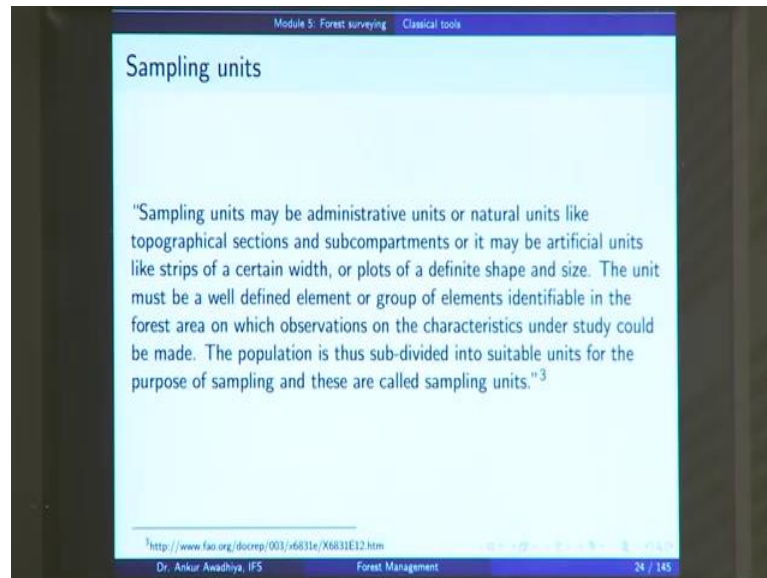 Module 5: Forest surveying Classical tools
Sampling units
"Sampling units may be administrative units or natural units like
topographical sections and subcompartments or it may be artificial units
like strips of a certain width, or plots of a definite shape and size. The unit
must be a well defined element or group of elements identifiable in the
forest area on which observations on the characteristics under study could
be made. The population is thus sub-divided into suitable units for the
purpose of sampling and these are called sampling units."3
3http://www.fao.org/docrep/003/x6831e/X6831E12.htm
Dr. Ankur Awadhiya, IFS Forest Management 24 / 145